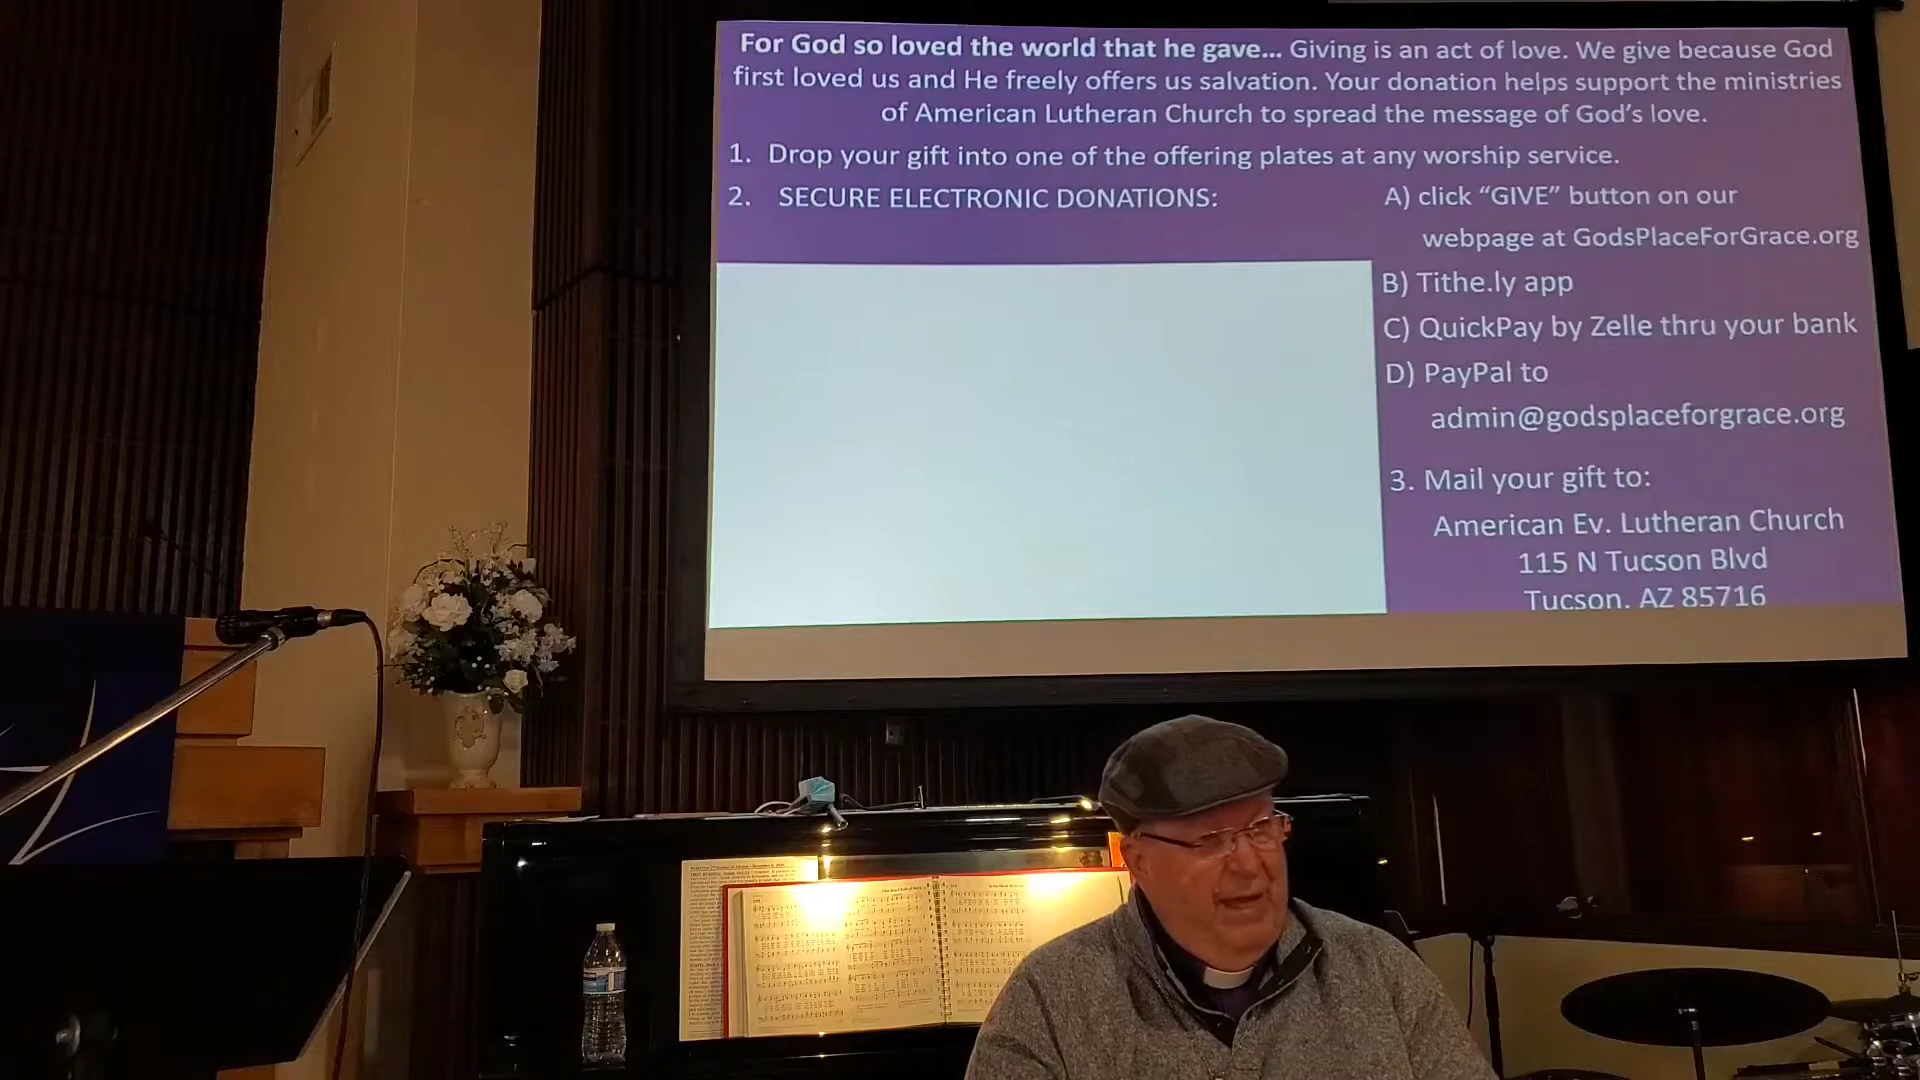 For God so loved the world that he gave... Giving is an act of love. We give because God
first loved us and He freely offers us salvation. Your donation helps support the ministries
of American Lutheran Church to spread the message of God's love.
1. Drop your gift into one of the offering plates at any worship service.
2. SECURE ELECTRONIC DONATIONS:
A) click "GIVE" button on our
webpage at GodsPlaceForGrace.org
B) Tithe.ly app
C) QuickPay by Zelle thru your bank
D) PayPal to
admin@godsplaceforgrace.org
3. Mail your gift to:
American Ev. Lutheran Church
115 N Tucson Blvd
Tucson, AZ 85716